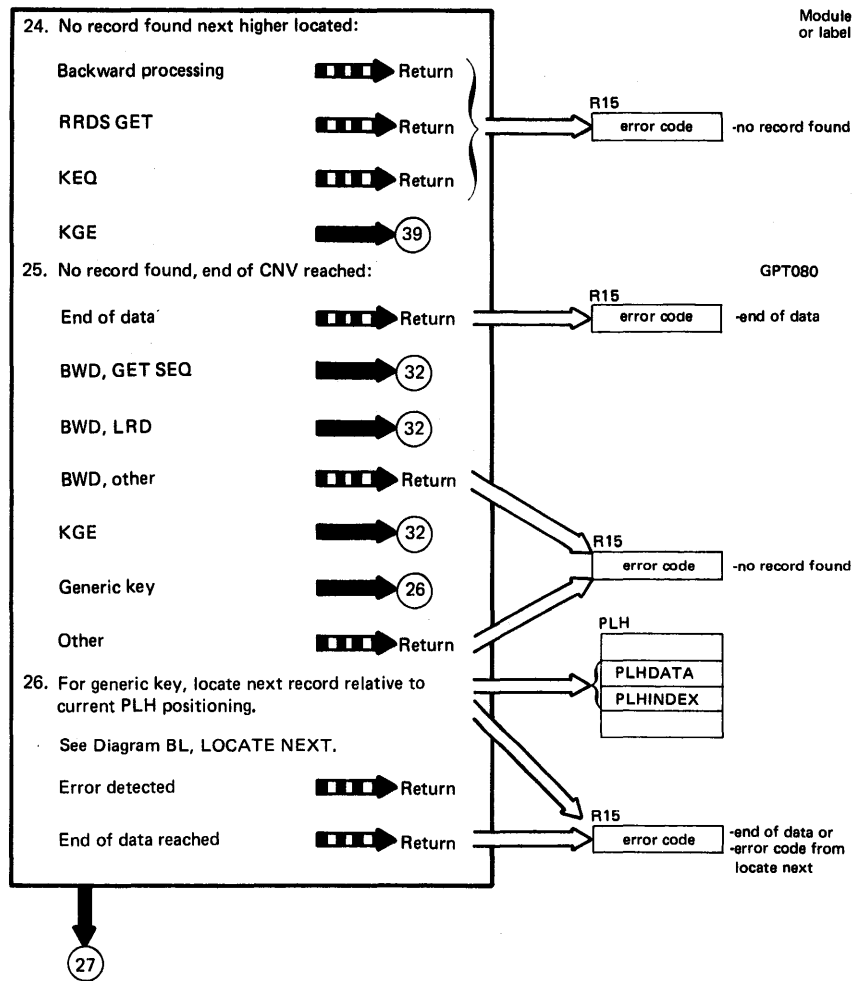 Module
or label
24. No record found next higher located:
Backward processing
Return
RRDS GET
Return
R15
error code
-no record found
KEQ
Return
KGE
39
25. No record found, end of CNV reached:
GPT080
End of data
Return
R15
error code
-end of data
BWD, GET SEQ
32
BWD, LRD
32
BWD, other
Return
KGE
32
R15
error code
-no record found
Generic key
26
Other
Return
PLH
PLHDATA
PLHINDEX
26. For generic key, locate next record relative to
current PLH positioning.
See Diagram BL, LOCATE NEXT.
Error detected
Return
End of data reached
Return
R15
error code
-end of data or
-error code from
locate next
27